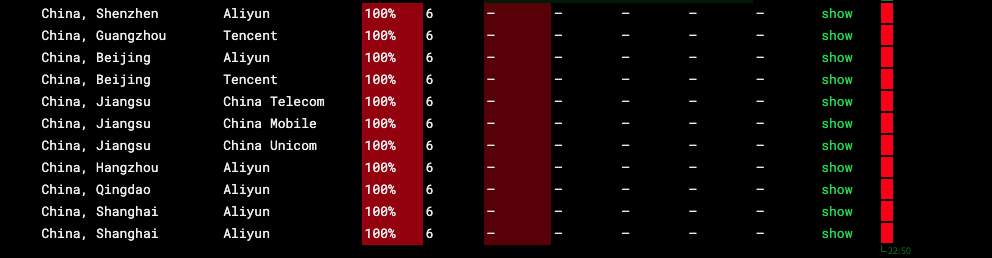 China, Shenzhen Aliyun 100% 6 – – – – – show
China, Guangzhou Tencent 100% 6 – – – – – show
China, Beijing Aliyun 100% 6 – – – – – show
China, Beijing Tencent 100% 6 – – – – – show
China, Jiangsu China Telecom 100% 6 – – – – – show
China, Jiangsu China Mobile 100% 6 – – – – – show
China, Jiangsu China Unicom 100% 6 – – – – – show
China, Hangzhou Aliyun 100% 6 – – – – – show
China, Qingdao Aliyun 100% 6 – – – – – show
China, Shanghai Aliyun 100% 6 – – – – – show
China, Shanghai Aliyun 100% 6 – – – – – show
22:50